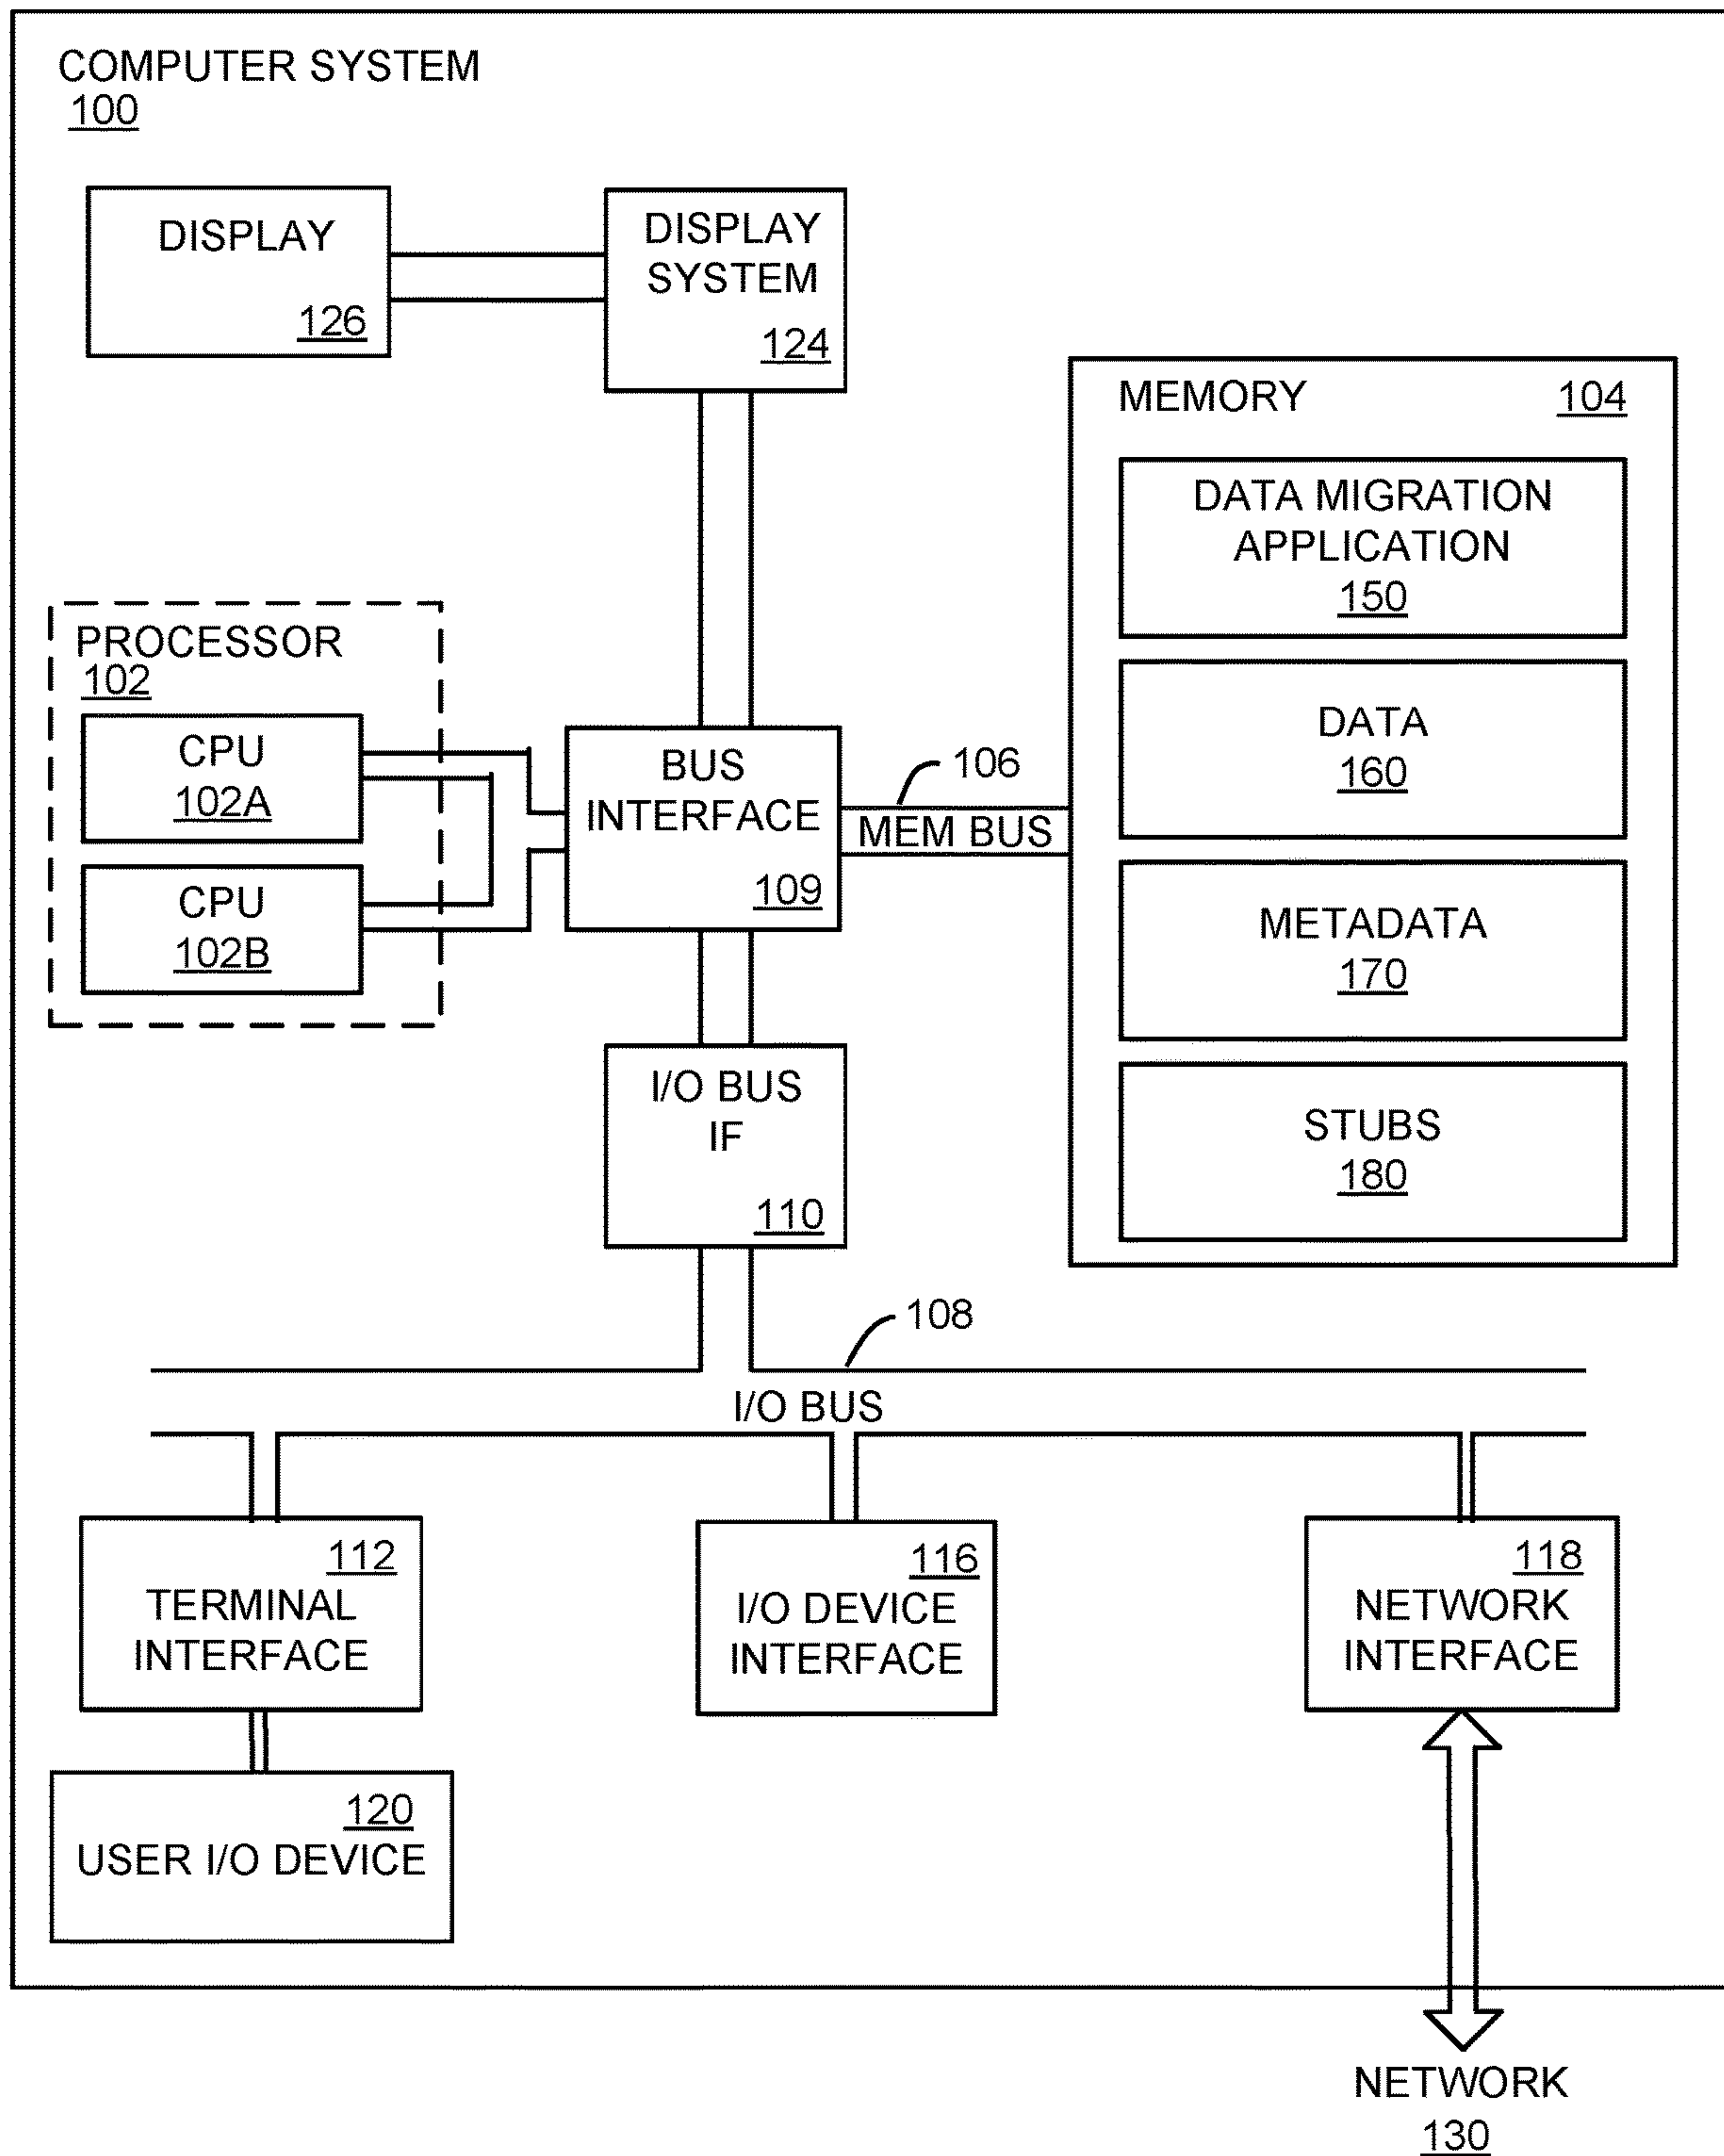 COMPUTER SYSTEM
100
DISPLAY
126
DISPLAY
SYSTEM
124
MEMORY 104
DATA MIGRATION
APPLICATION
150
DATA
160
METADATA
170
STUBS
180
PROCESSOR
102
CPU
102A
CPU
102B
BUS
INTERFACE
109
106
MEM BUS
I/O BUS
IF
110
108
I/O BUS
112
TERMINAL
INTERFACE
116
I/O DEVICE
INTERFACE
118
NETWORK
INTERFACE
120
USER I/O DEVICE
NETWORK
130